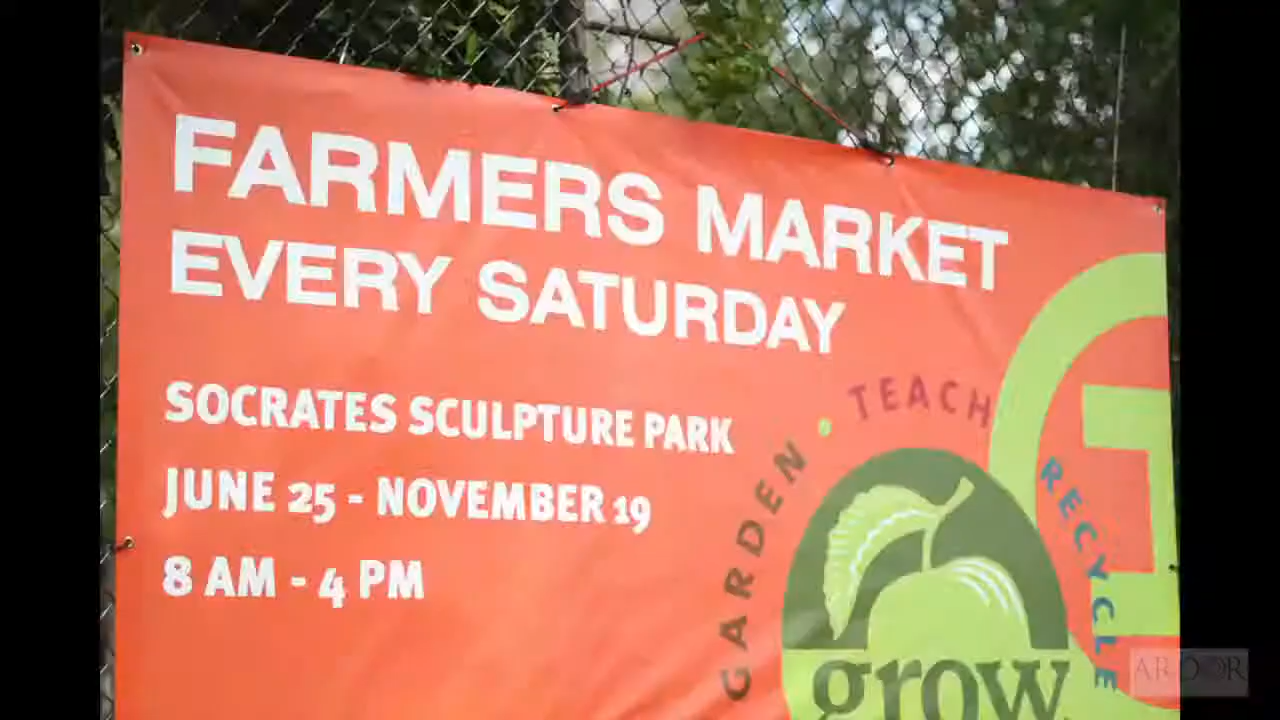 FARMERS MARKET
EVERY SATURDAY
SOCRATES SCULPTURE PARK
JUNE 25 - NOVEMBER 19
8 AM - 4 PM
GARDEN • TEACH
RECYCLE
grow
ARDOR